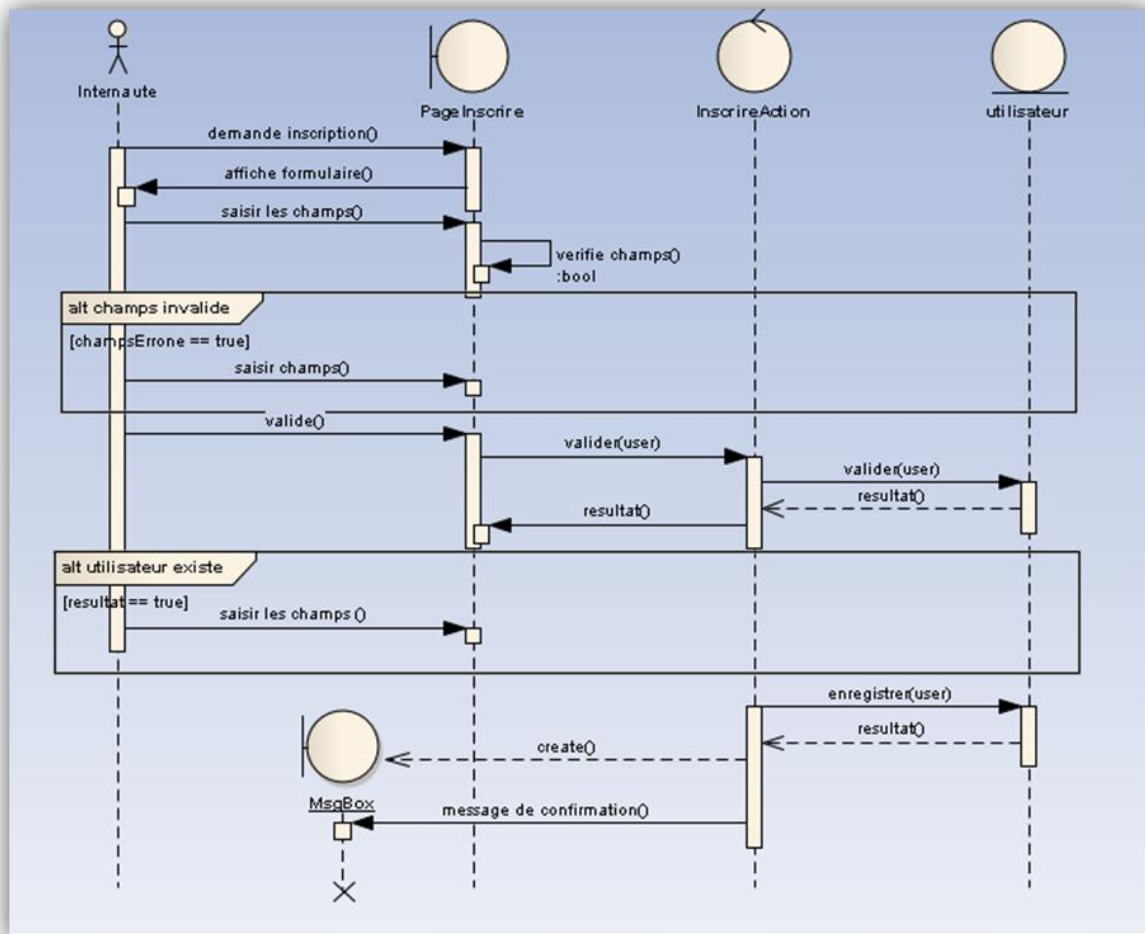 Internaute
PageInscrire
InscrireAction
utilisateur
demande inscription()
affiche formulaire()
saisir les champs()
verifie champs()
:bool
alt champs invalide
[champsErrone == true]
saisir champs()
valide()
valider(user)
valider(user)
resultat()
resultat()
alt utilisateur existe
[resultat == true]
saisir les champs ()
enregistrer(user)
resultat()
create()
MsgBox
message de confirmation()